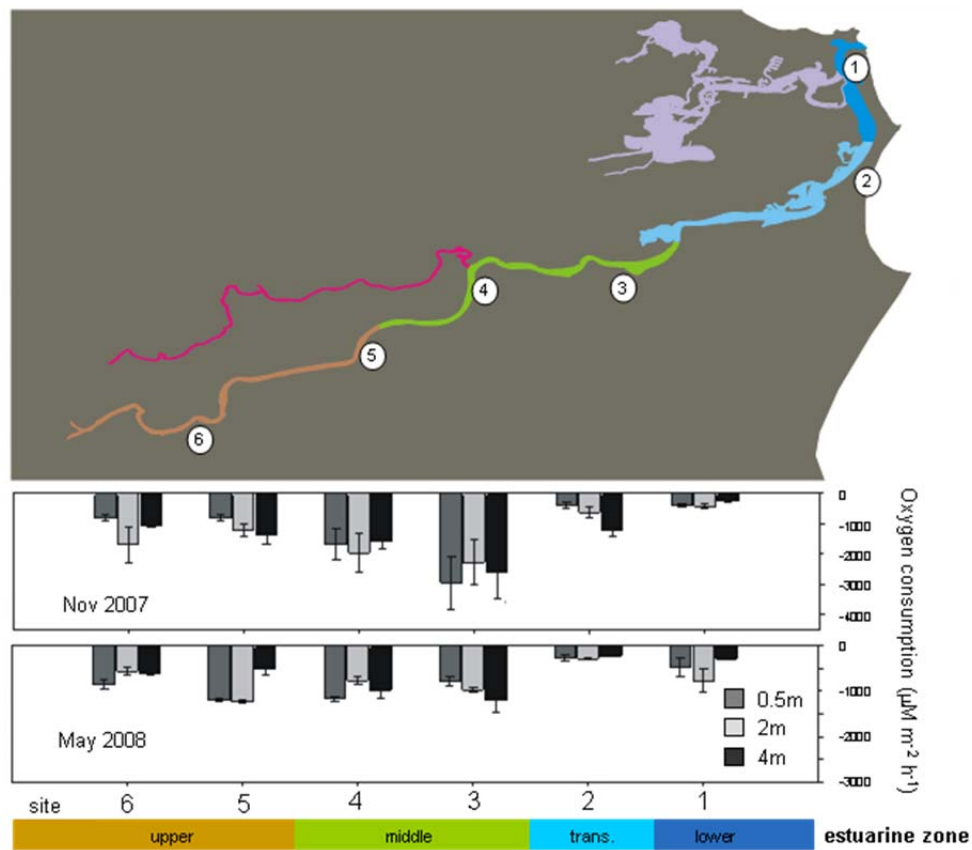 1
2
3
4
5
6
0
-1000
-2000
-3000
-4000
Nov 2007
0
-1000
-2000
-3000
May 2008
0.5m
2m
4m
Oxygen consumption (µM m⁻² h⁻¹)
site 6 5 4 3 2 1
upper middle trans. lower estuarine zone